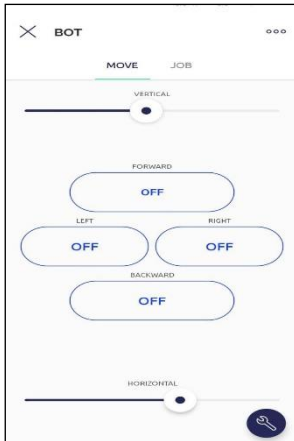 BOT
MOVE JOB
VERTICAL
FORWARD
OFF
LEFT RIGHT
OFF OFF
BACKWARD
OFF
HORIZONTAL